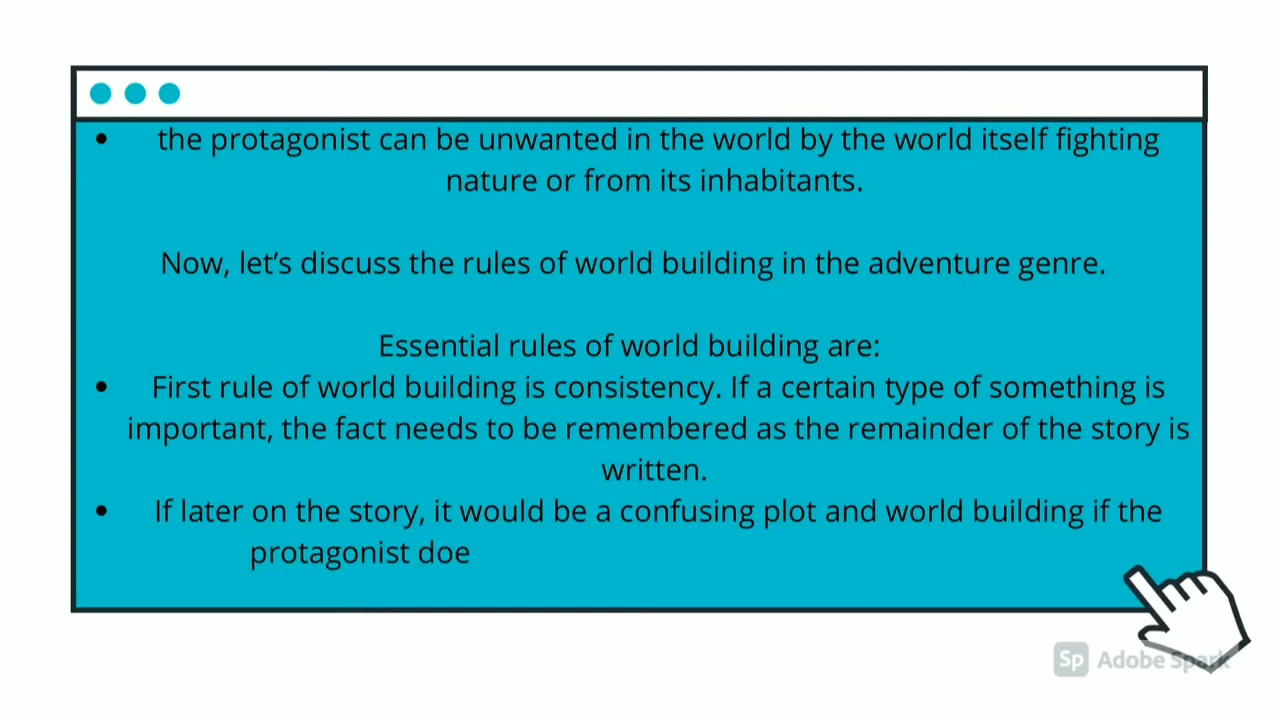 the protagonist can be unwanted in the world by the world itself fighting
nature or from its inhabitants.
Now, let's discuss the rules of world building in the adventure genre.
Essential rules of world building are:
First rule of world building is consistency. If a certain type of something is
important, the fact needs to be remembered as the remainder of the story is
written.
If later on the story, it would be a confusing plot and world building if the
protagonist doe
Sp Adobe Spark